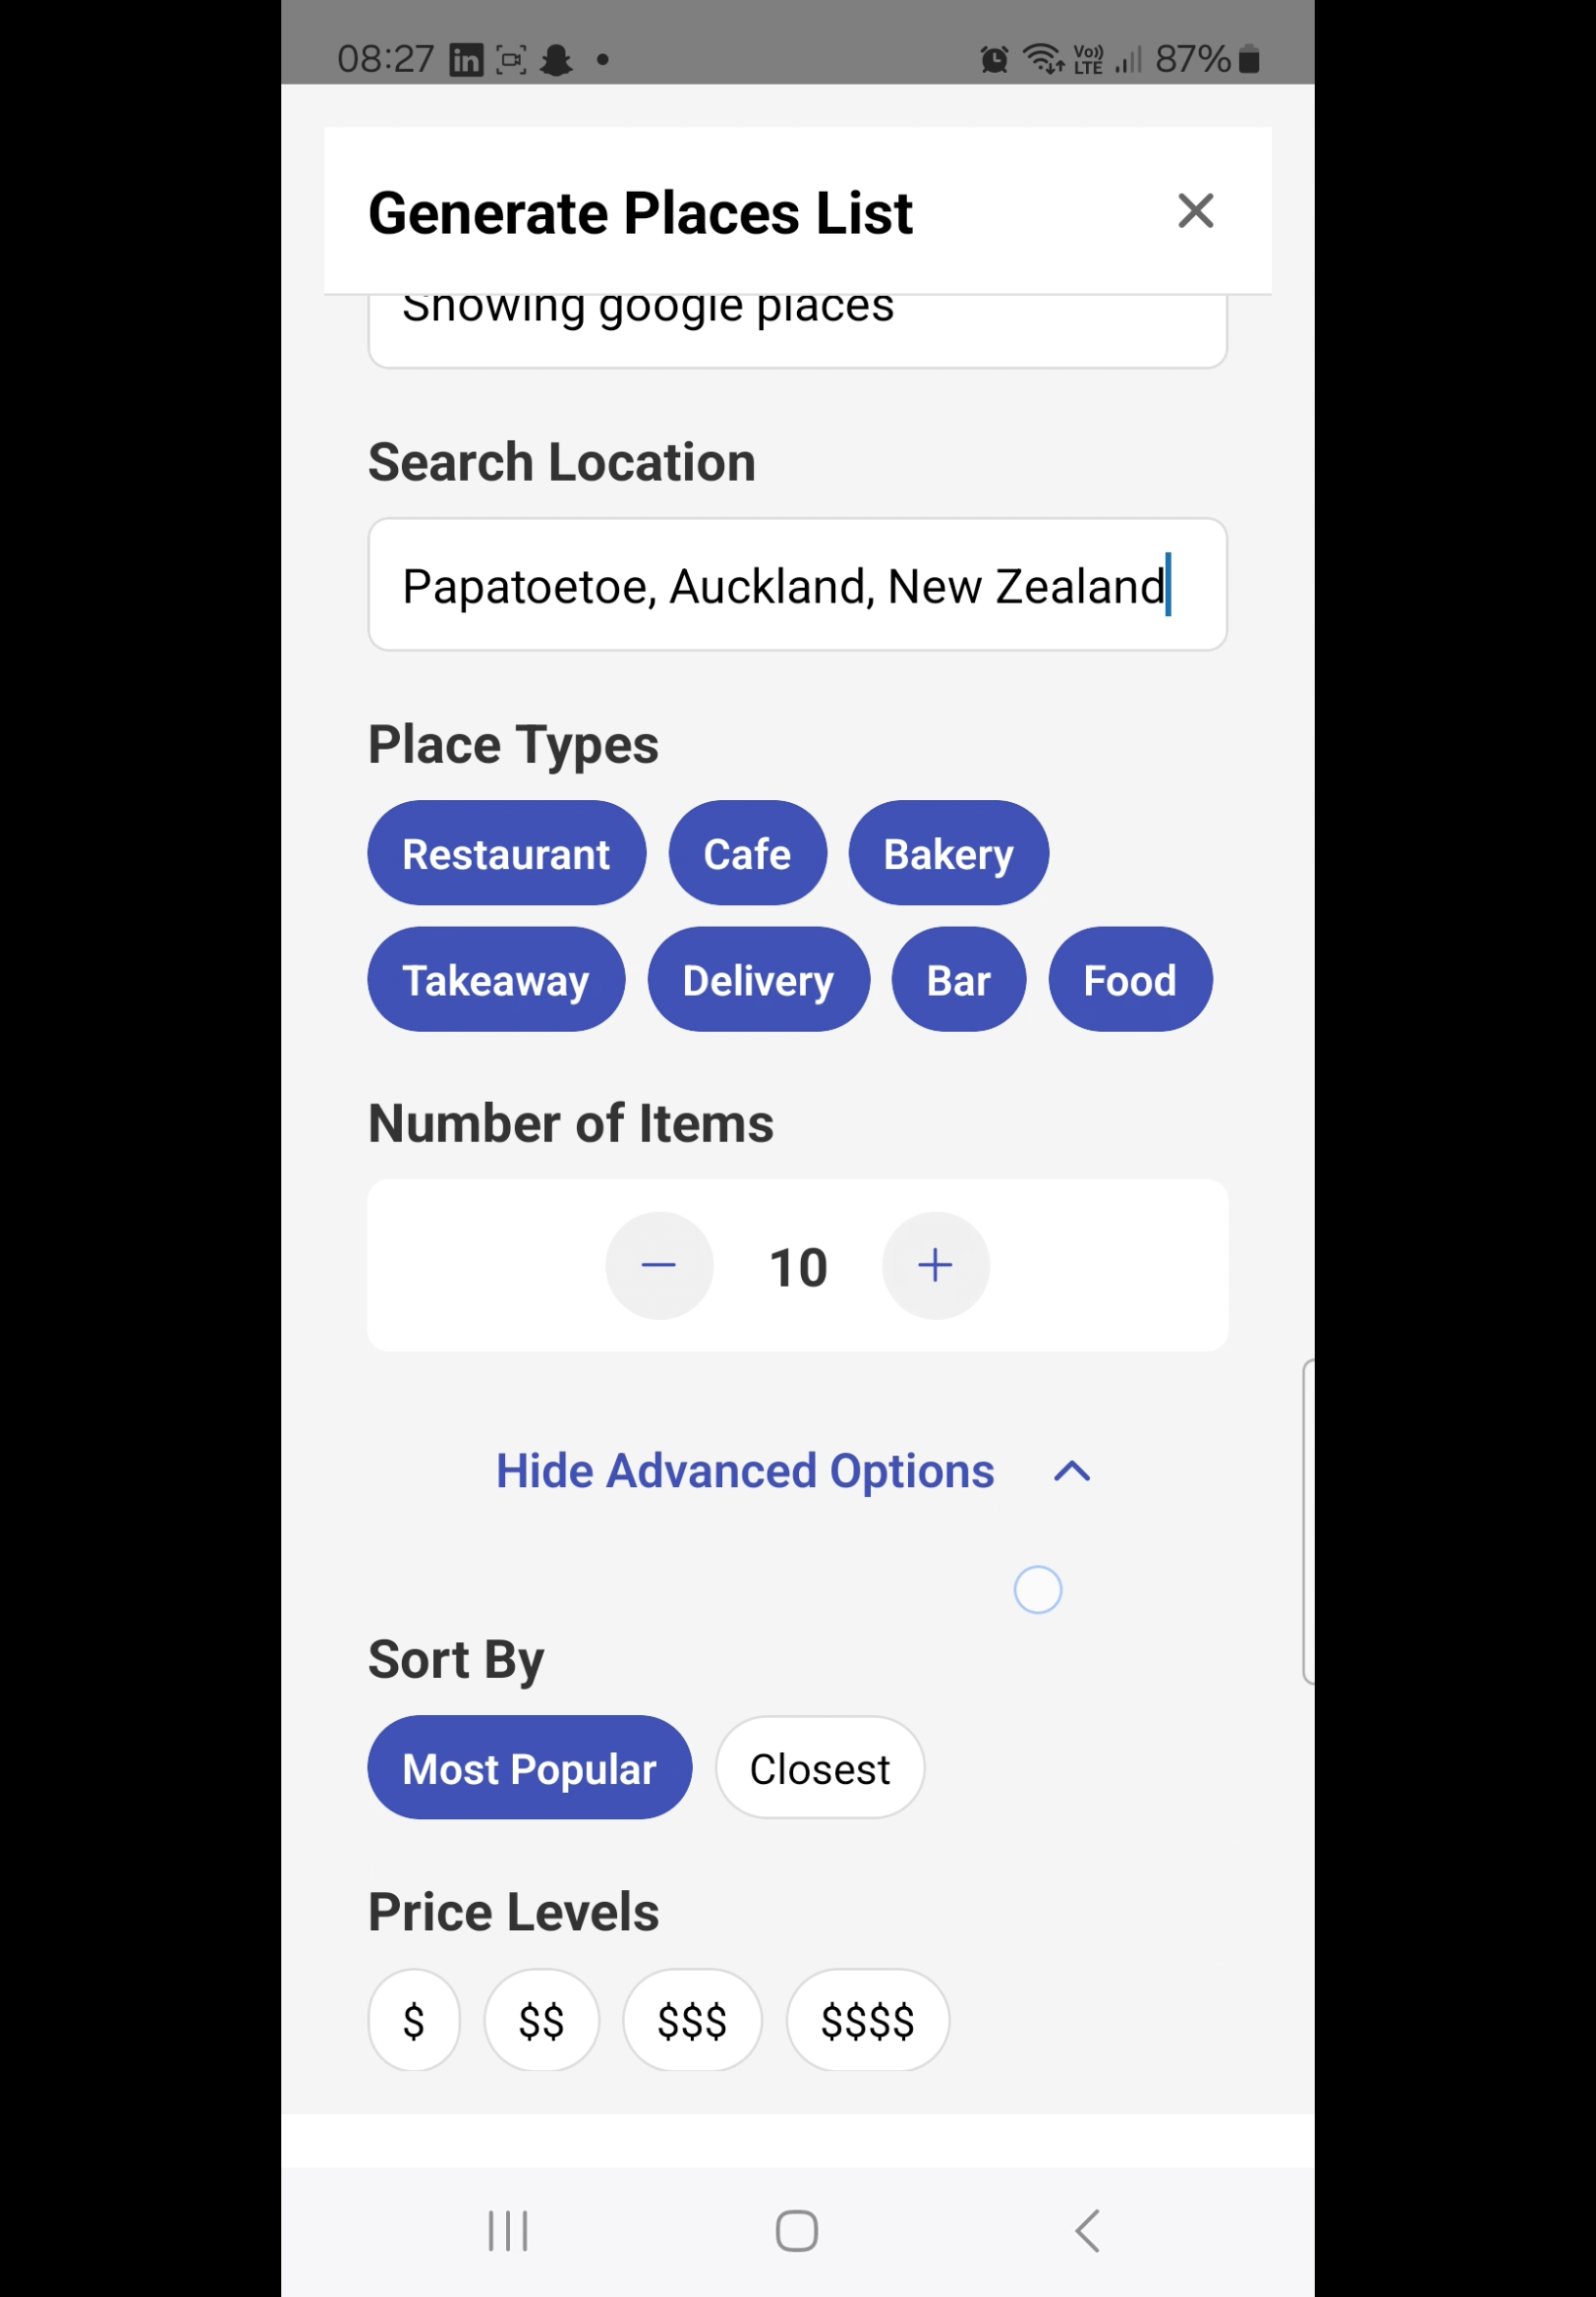 08:27
Vo)) LTE 87%
Generate Places List
Showing google places
Search Location
Papatoetoe, Auckland, New Zealand
Place Types
Restaurant Cafe Bakery
Takeaway Delivery Bar Food
Number of Items
10
Hide Advanced Options
Sort By
Most Popular Closest
Price Levels
$ $$ $$$ $$$$